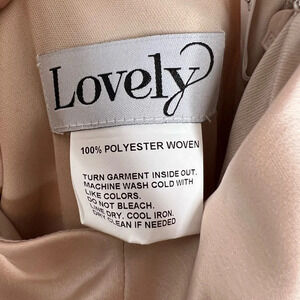 Lovely
100% POLYESTER WOVEN
TURN GARMENT INSIDE OUT.
MACHINE WASH COLD WITH
LIKE COLORS.
DO NOT BLEACH.
LINE DRY. COOL IRON.
DRY CLEAN IF NEEDED